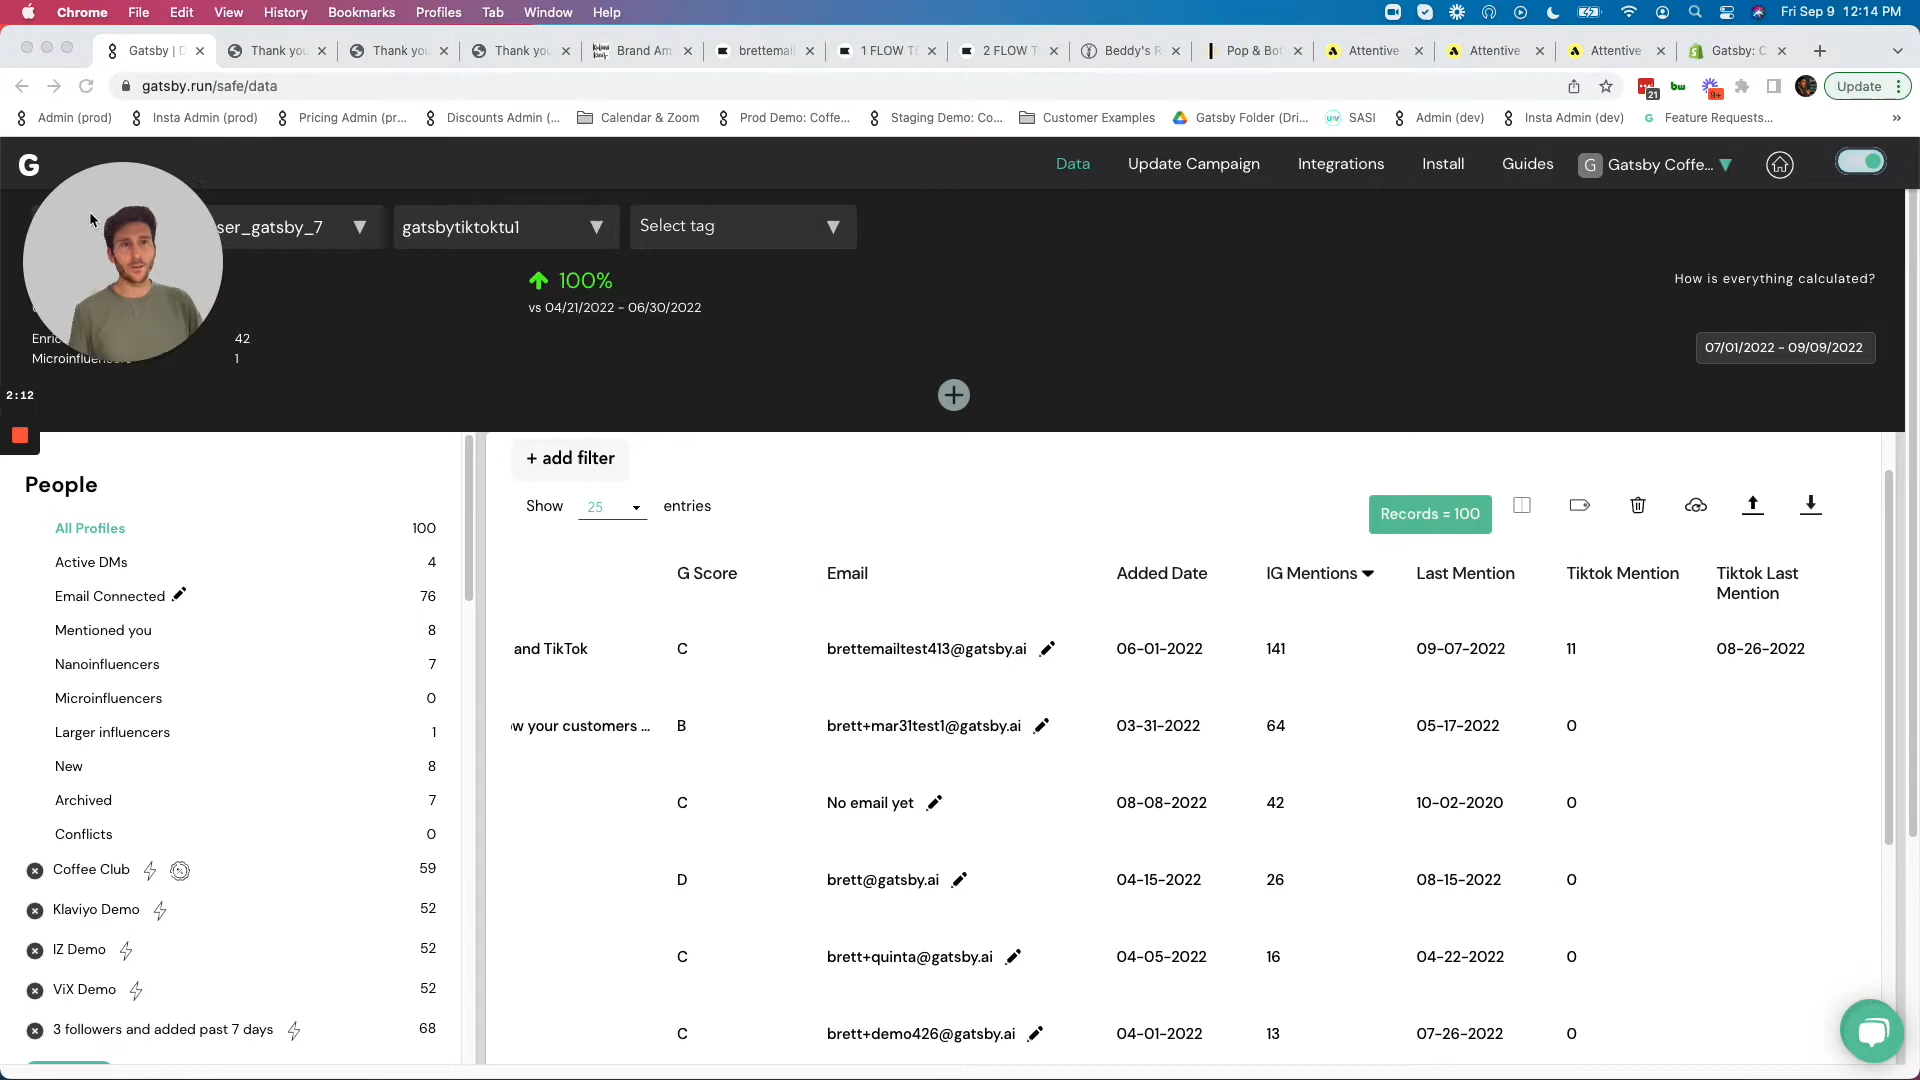 Chrome File Edit View History Bookmarks Profiles Tab Window Help
Fri Sep 9 12:14 PM
Gatsby | D
Thank you
Thank you
Thank you
Brand Am
brettemai
1 FLOW
2 FLOW
Beddy's R
Pop & Bot
Attentive
Attentive
Attentive
Gatsby: C
gatsby.run/safe/data
21
9+
Update
Admin (prod)
Insta Admin (prod)
Pricing Admin (pr...
Discounts Admin (...
Calendar & Zoom
Prod Demo: Coffe...
Staging Demo: Co...
Customer Examples
Gatsby Folder (Dri...
SASI
Admin (dev)
Insta Admin (dev)
Feature Requests...
»
G
Data
Update Campaign
Integrations
Install
Guides
G Gatsby Coffe...
ser_gatsby_7
gatsbytiktoktu1
Select tag
100%
vs 04/21/2022 - 06/30/2022
How is everything calculated?
42
1
07/01/2022 - 09/09/2022
2:12
People
All Profiles 100
Active DMs 4
Email Connected 76
Mentioned you 8
Nanoinfluencers 7
Microinfluencers 0
Larger influencers 1
New 8
Archived 7
Conflicts 0
Coffee Club 59
Klaviyo Demo 52
IZ Demo 52
ViX Demo 52
3 followers and added past 7 days 68
+ add filter
Show 25 entries
Records = 100
G Score Email Added Date IG Mentions Last Mention Tiktok Mention Tiktok Last
Mention
and TikTok C brettemailtest413@gatsby.ai 06-01-2022 141 09-07-2022 11 08-26-2022
ow your customers ... B brett+mar31test1@gatsby.ai 03-31-2022 64 05-17-2022 0
C No email yet 08-08-2022 42 10-02-2020 0
D brett@gatsby.ai 04-15-2022 26 08-15-2022 0
C brett+quinta@gatsby.ai 04-05-2022 16 04-22-2022 0
C brett+demo426@gatsby.ai 04-01-2022 13 07-26-2022 0